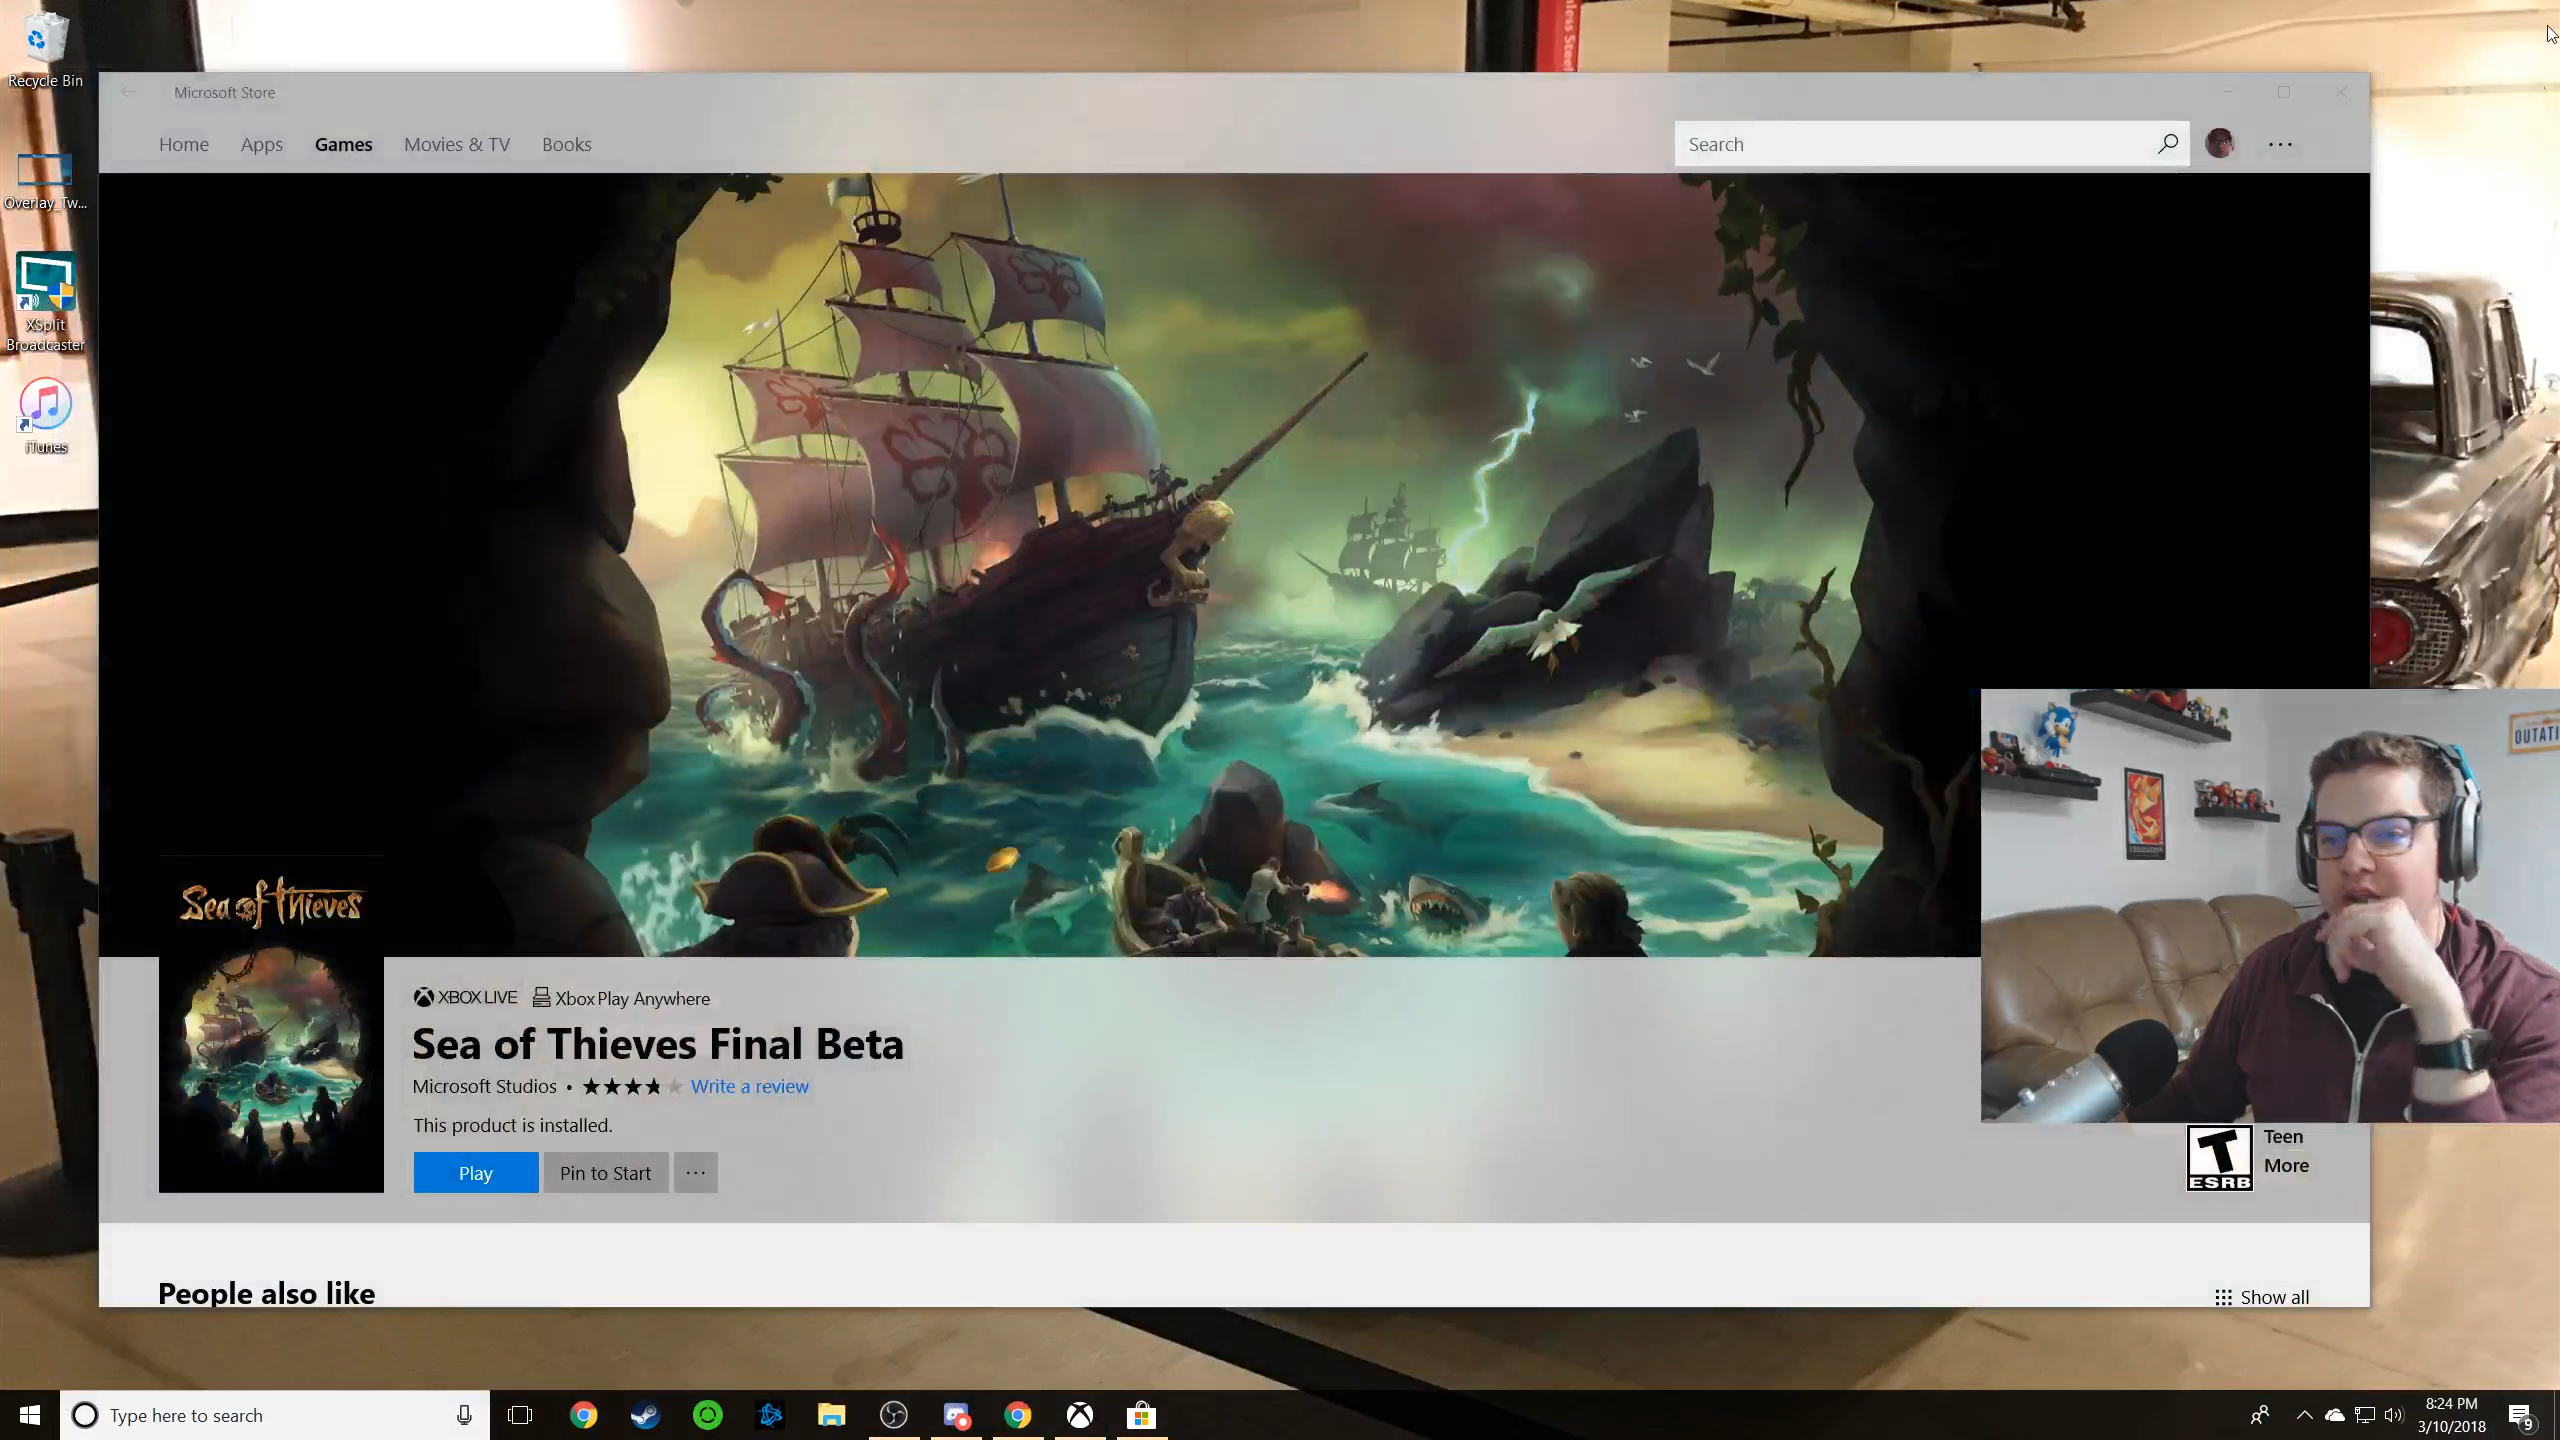 Recycle Bin
Overlay_Tw...
XSplit
Broadcaster
iTunes
Microsoft Store
Home
Apps
Games
Movies & TV
Books
Search
OUTATI
Sea of Thieves
XBOX LIVE
Xbox Play Anywhere
Sea of Thieves Final Beta
Microsoft Studios • Write a review
This product is installed.
Play
Pin to Start
T
ESRB
Teen
More
People also like
Show all
Type here to search
8:24 PM
3/10/2018
9